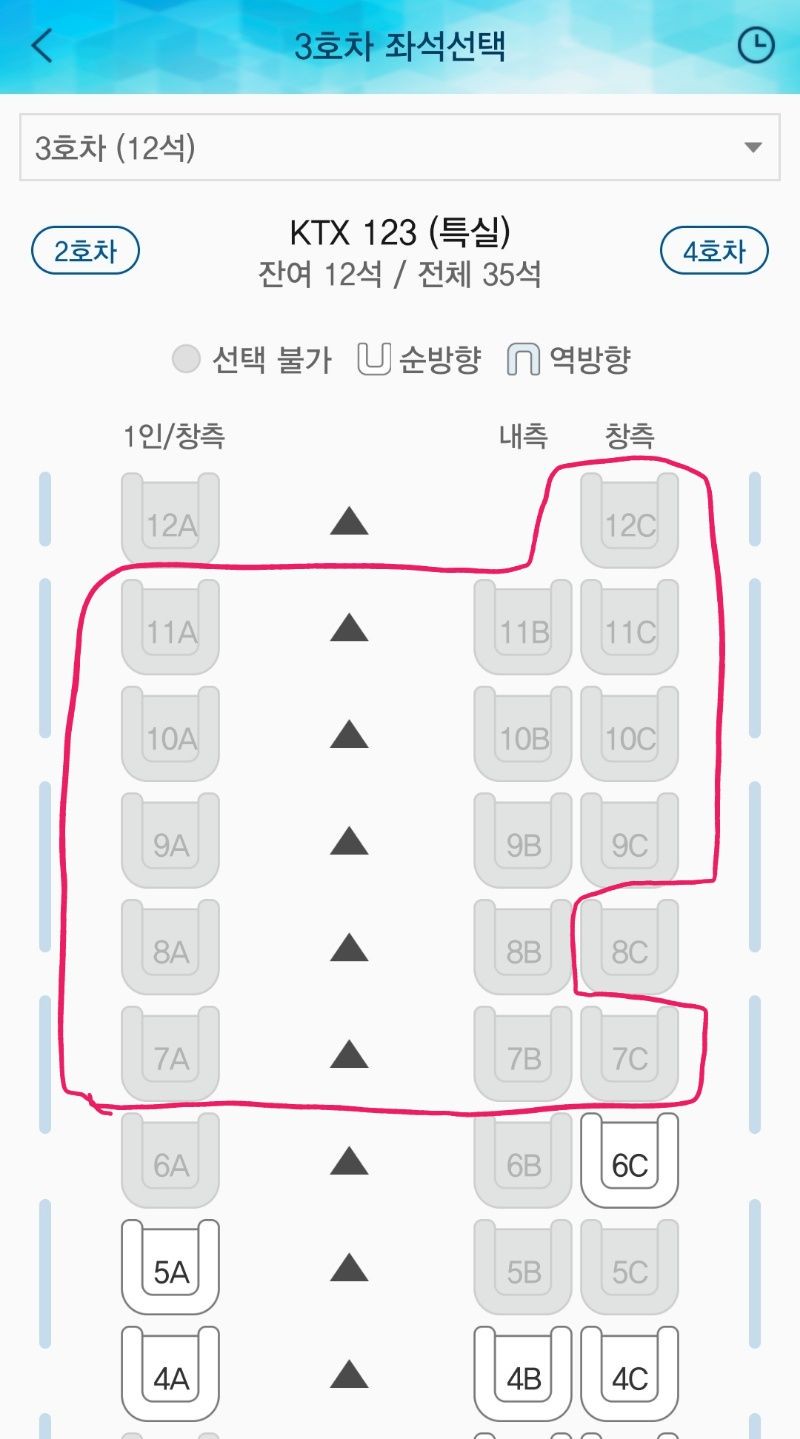 3호차 좌석선택
3호차 (12석)
2호차
KTX 123 (특실)
잔여 12석 / 전체 35석
4호차
선택 불가 순방향 역방향
1인/창측 내측 창측
12A 12C
11A 11B 11C
10A 10B 10C
9A 9B 9C
8A 8B 8C
7A 7B 7C
6A 6B 6C
5A 5B 5C
4A 4B 4C